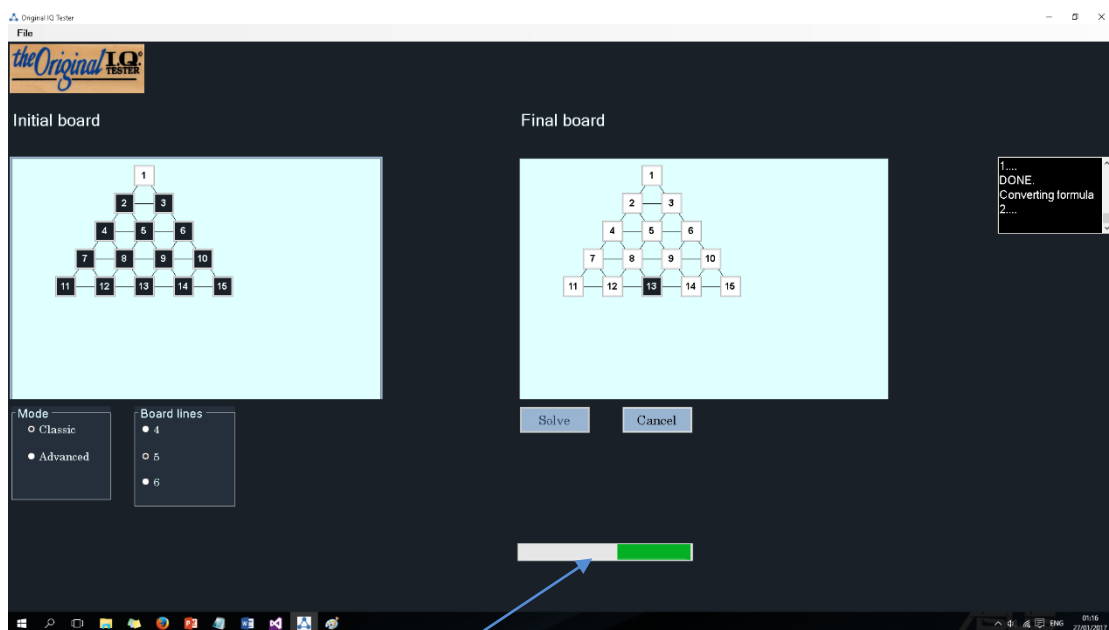 Original IQ Tester
File
the Original I.Q.
TESTER
Initial board
Final board
1
2 3
4 5 6
7 8 9 10
11 12 13 14 15
1
2 3
4 5 6
7 8 9 10
11 12 13 14 15
1....
DONE.
Converting formula
2....
Mode
Classic
Advanced
Board lines
4
5
6
Solve
Cancel
ENG
01:16
27/01/2017